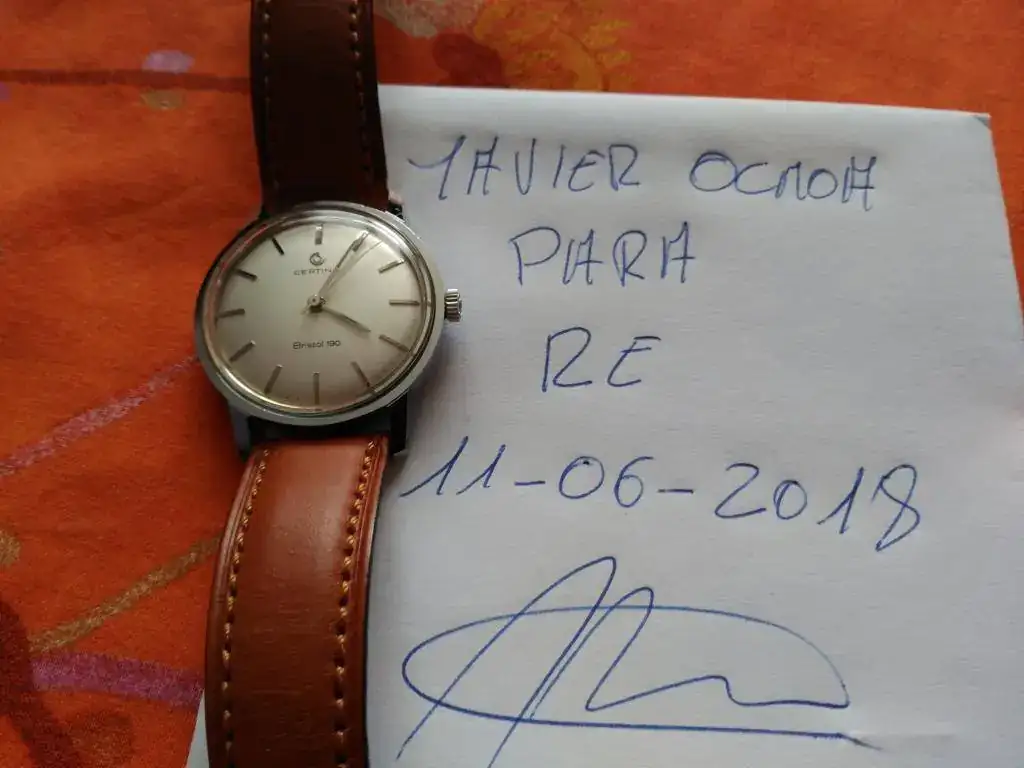 CERTINA
Bristol 190
JAVIER OCHOA
PARA
RE
11-06-2018